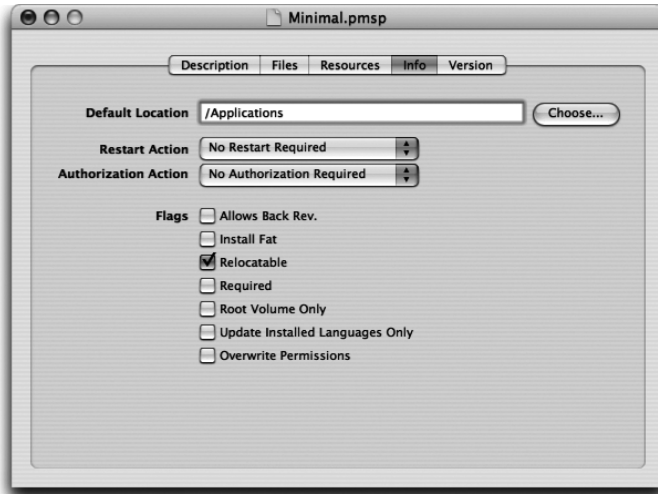 Minimal.pmsp
Description Files Resources Info Version
Default Location /Applications Choose...
Restart Action No Restart Required
Authorization Action No Authorization Required
Flags Allows Back Rev.
Install Fat
Relocatable
Required
Root Volume Only
Update Installed Languages Only
Overwrite Permissions